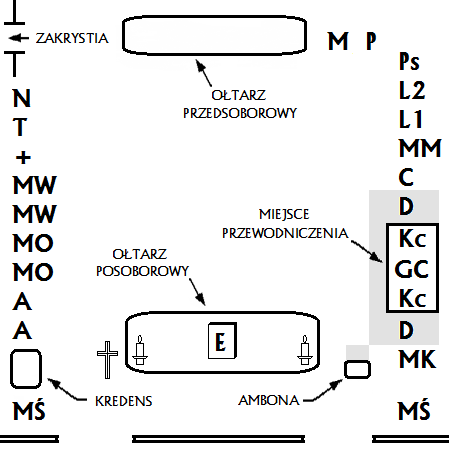 ZAKRYSTIA
M P
OŁTARZ
PRZEDSOBOROWY
N
T
+
MW
MW
MO
MO
A
A
MŚ
Ps
L2
L1
MM
C
D
Kc
GC
Kc
D
MK
MŚ
MIEJSCE
PRZEWODNICZENIA
OŁTARZ
POSOBOROWY
E
KREDENS
AMBONA